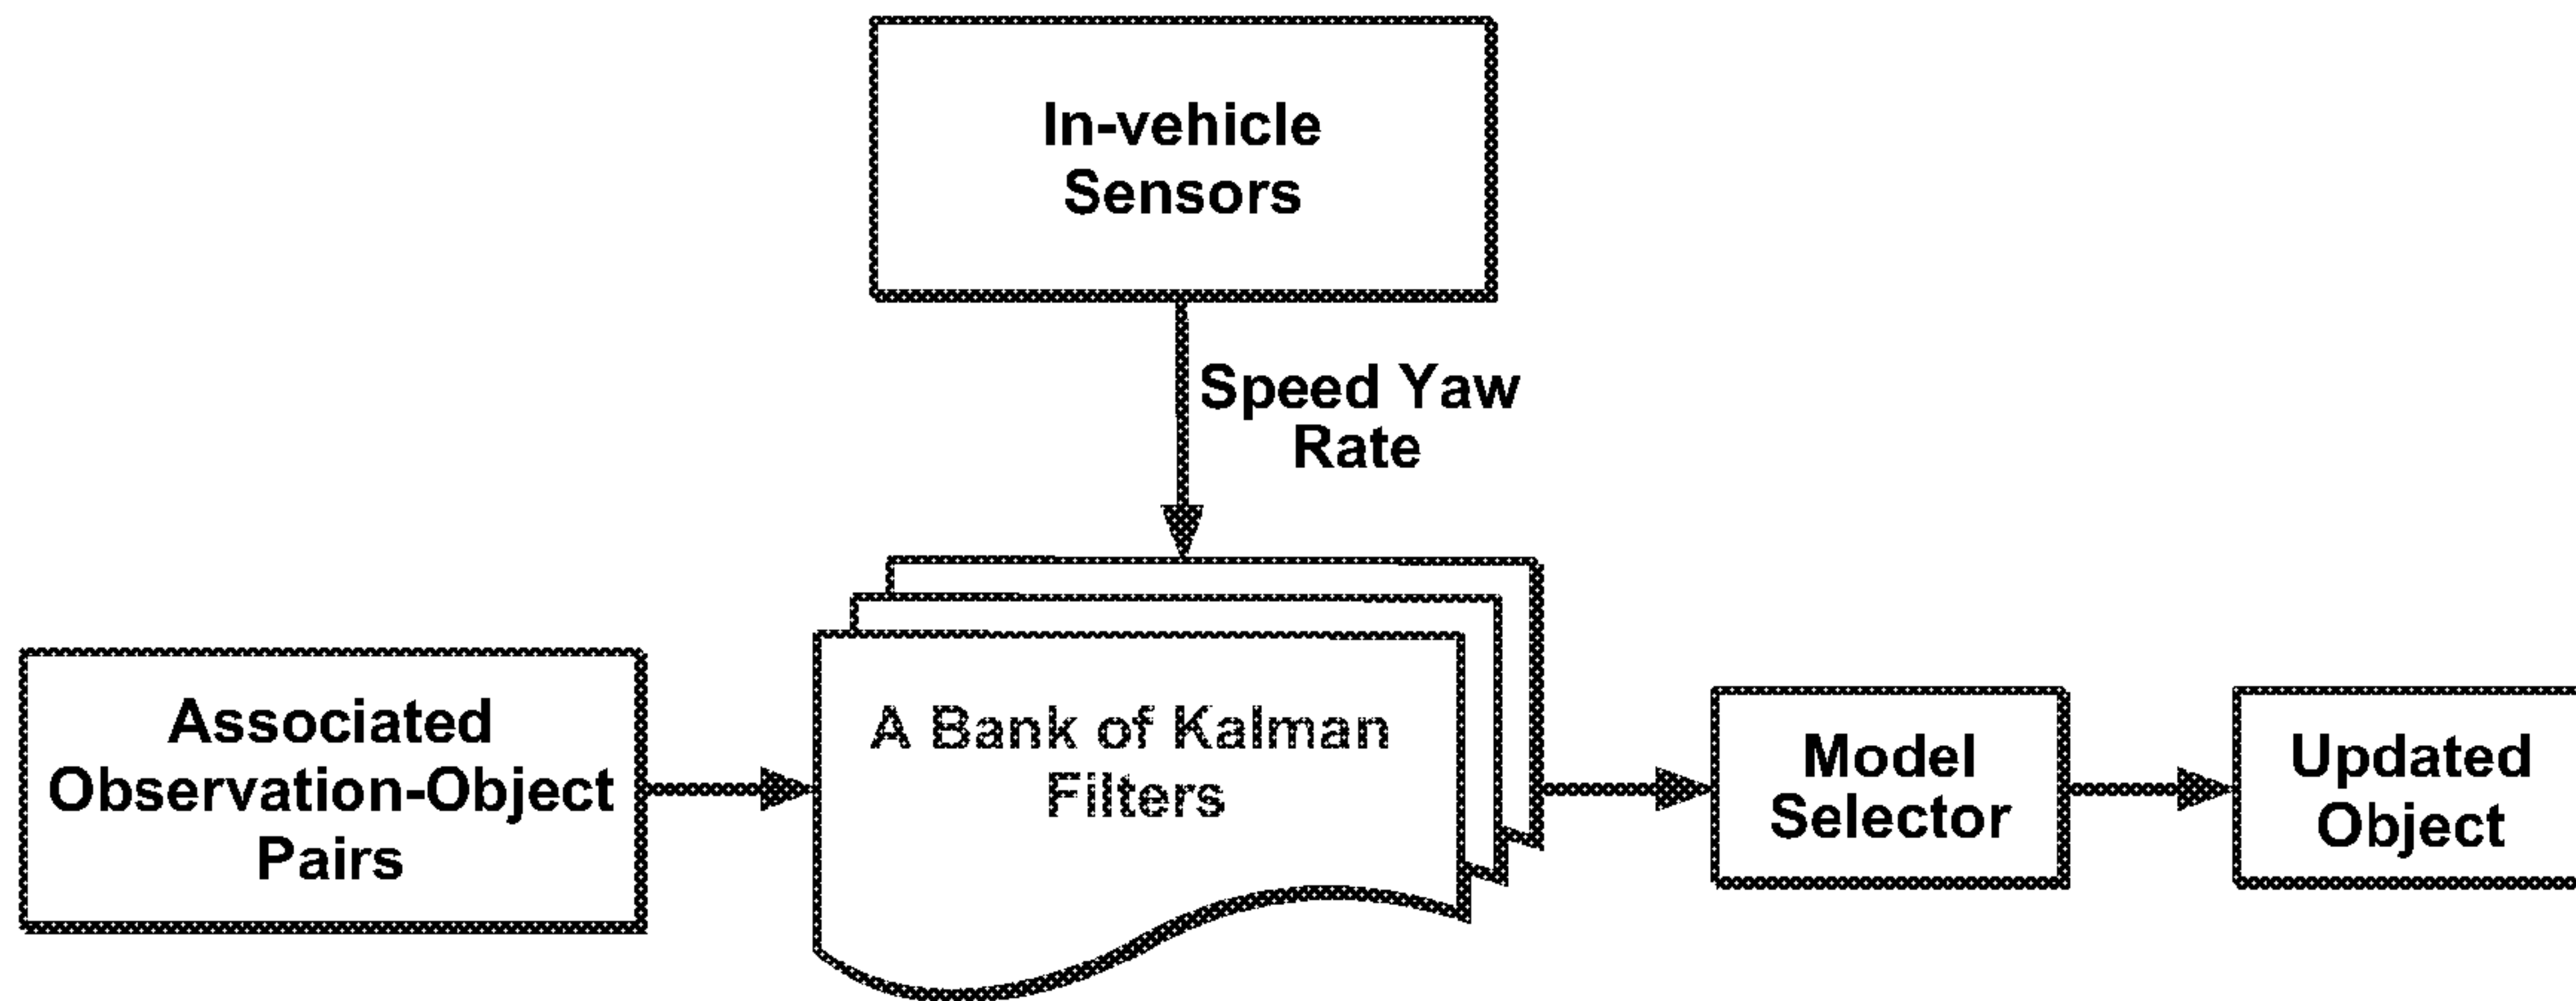 In-vehicle
Sensors
Speed Yaw
Rate
Associated
Observation-Object
Pairs
A Bank of Kalman
Filters
Model
Selector
Updated
Object